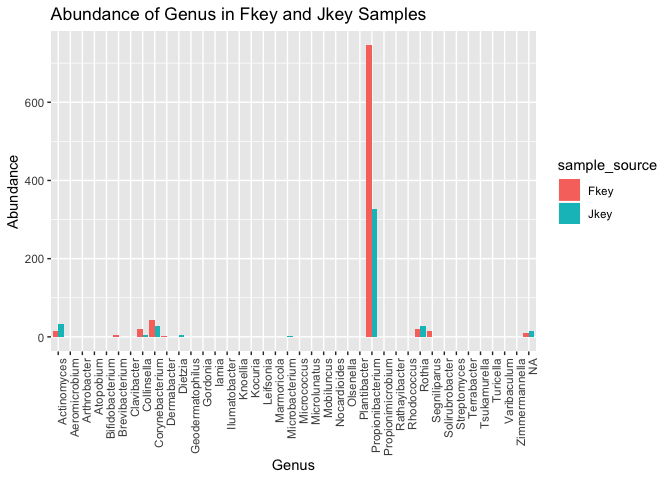 Abundance of Genus in Fkey and Jkey Samples
Abundance
600
400
200
0
Actinomyces
Aeromicrobium
Arthrobacter
Atopobium
Bifidobacterium
Brevibacterium
Clavibacter
Collinsella
Corynebacterium
Dermabacter
Dietzia
Geodermatophilus
Gordonia
Iamia
Ilumatobacter
Knoellia
Kocuria
Leifsonia
Marmoricola
Microbacterium
Micrococcus
Microlunatus
Mobiluncus
Nocardioides
Olsenella
Plantibacter
Propionibacterium
Propionimicrobium
Rathayibacter
Rhodococcus
Rothia
Segniliparus
Solirubrobacter
Streptomyces
Terrabacter
Tsukamurella
Turicella
Varibaculum
Zimmermannella
NA
Genus
sample_source
Fkey
Jkey